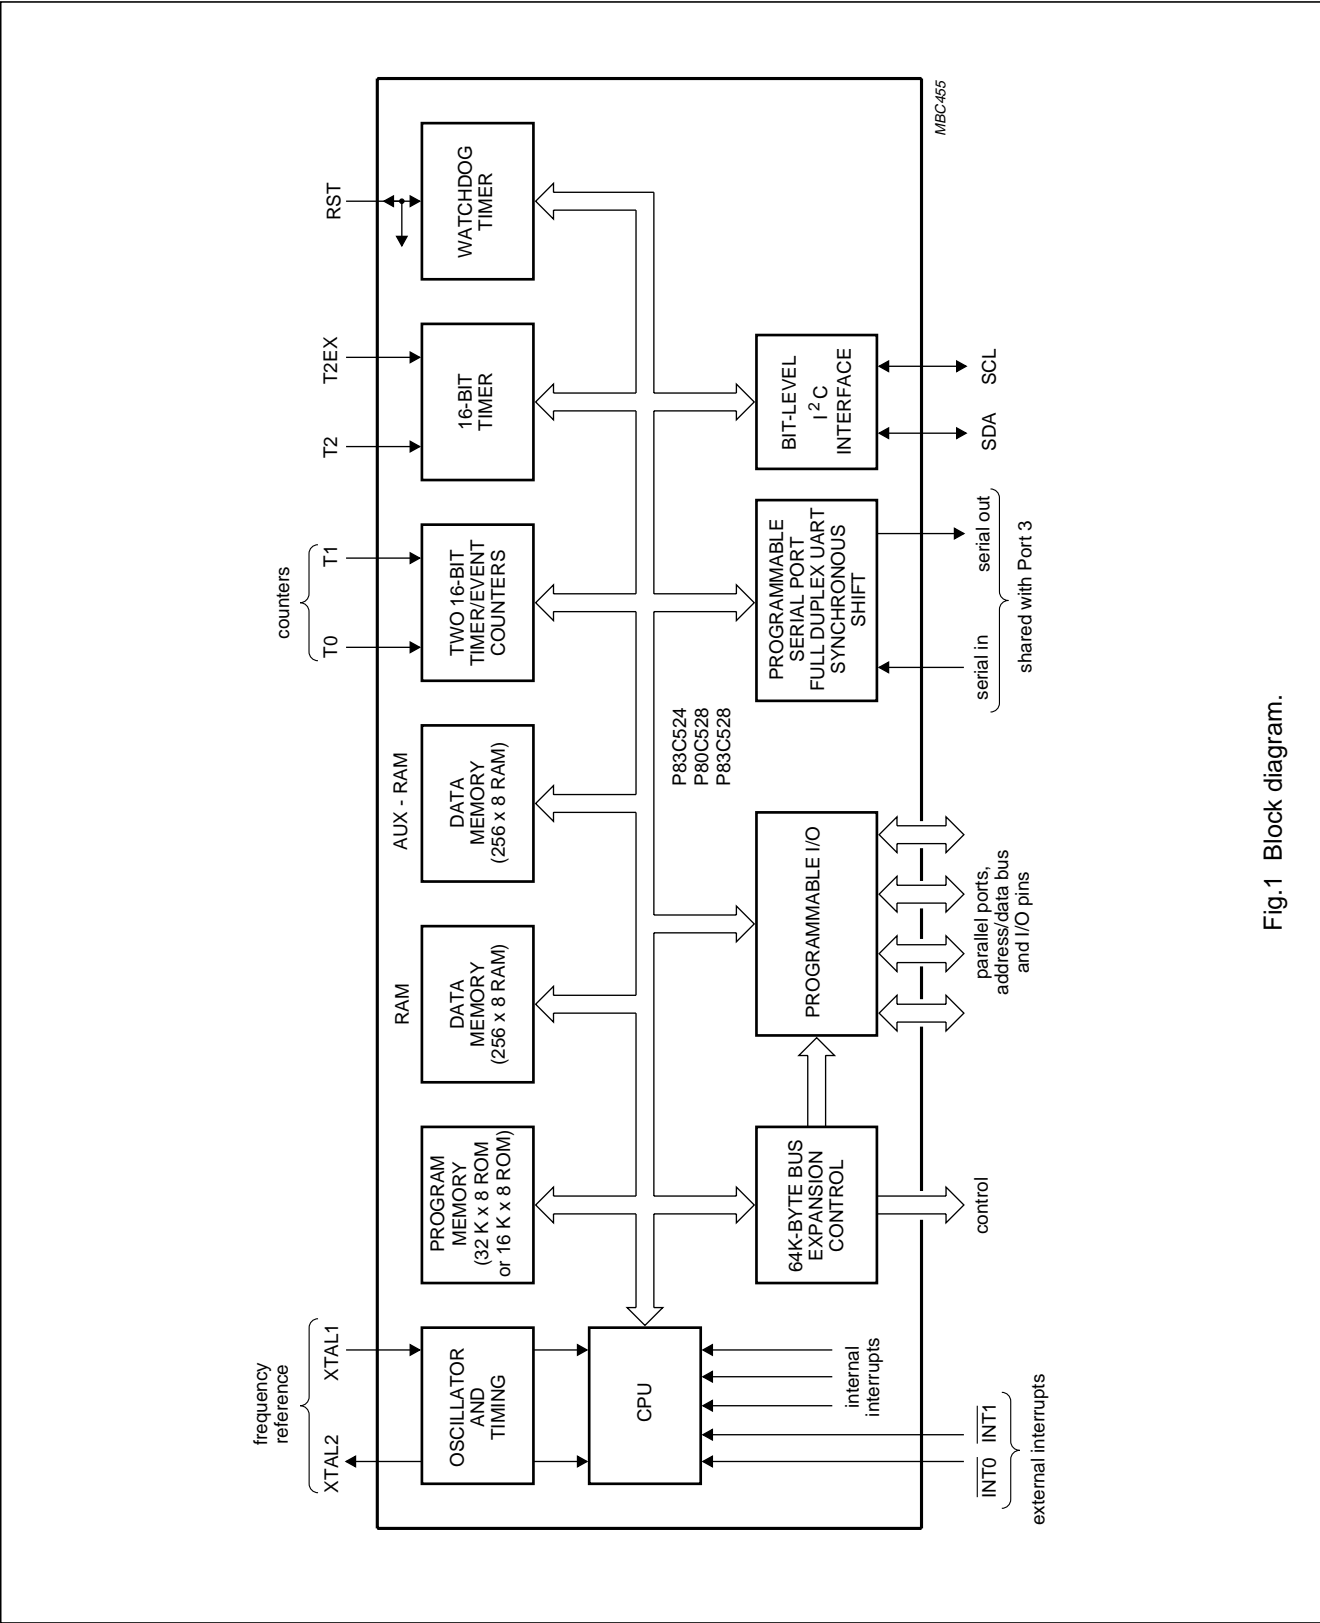 frequency
reference
XTAL2
XTAL1
counters
T0
T1
T2
T2EX
RST
RAM
AUX - RAM
OSCILLATOR
AND
TIMING
PROGRAM
MEMORY
(32 K x 8 ROM
or 16 K x 8 ROM)
DATA
MEMORY
(256 x 8 RAM)
DATA
MEMORY
(256 x 8 RAM)
TWO 16-BIT
TIMER/EVENT
COUNTERS
16-BIT
TIMER
WATCHDOG
TIMER
CPU
P83C524
P80C528
P83C528
internal
interrupts
64K-BYTE BUS
EXPANSION
CONTROL
PROGRAMMABLE I/O
PROGRAMMABLE
SERIAL PORT
FULL DUPLEX UART
SYNCHRONOUS
SHIFT
BIT-LEVEL
I2C
INTERFACE
MBC455
INT0
INT1
external interrupts
control
parallel ports,
address/data bus
and I/O pins
serial in
serial out
shared with Port 3
SDA
SCL
Fig.1 Block diagram.